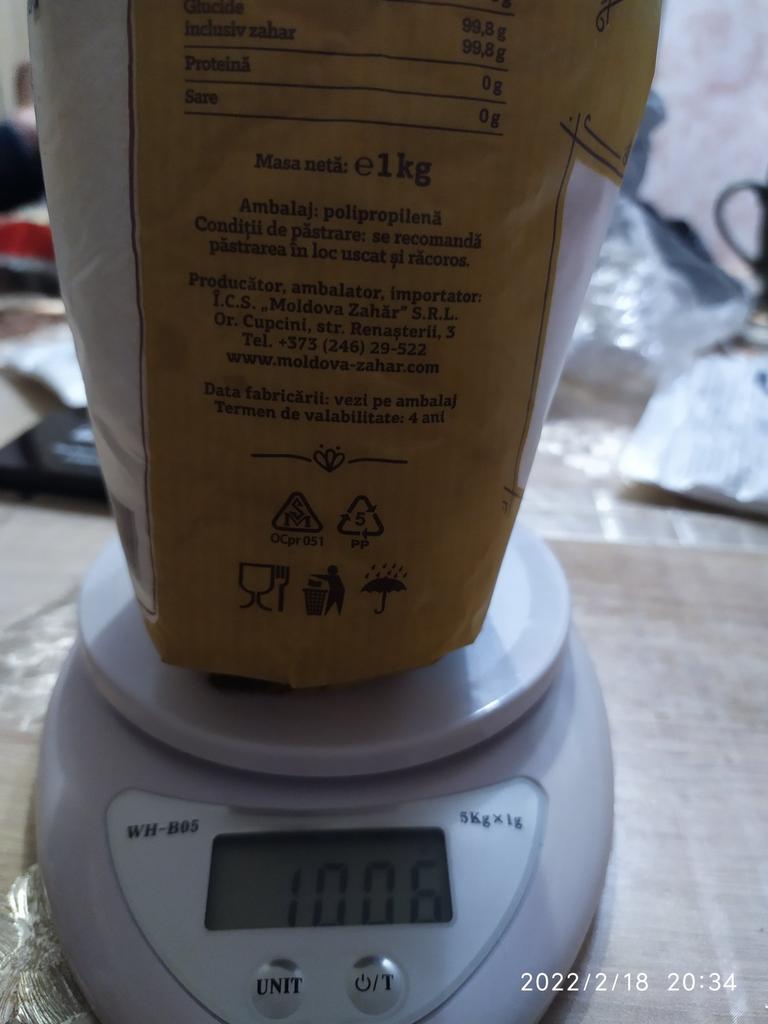 Glucide
inclusiv zahar
99,8 g
99,8 g
Proteină
0 g
Sare
0 g
Masa netă: ℮ 1 kg
Ambalaj: polipropilenă
Condiții de păstrare: se recomandă
păstrarea în loc uscat și răcoros.
Producător, ambalator, importator:
Î.C.S. „Moldova Zahăr” S.R.L.
Or. Cupcini, str. Renașterii, 3
Tel. +373 (246) 29-522
www.moldova-zahar.com
Data fabricării: vezi pe ambalaj
Termen de valabilitate: 4 ani
SM
5
OCpr 051
PP
WH-B05
5Kg×1g
1006
UNIT
⏻/T
2022/2/18 20:34